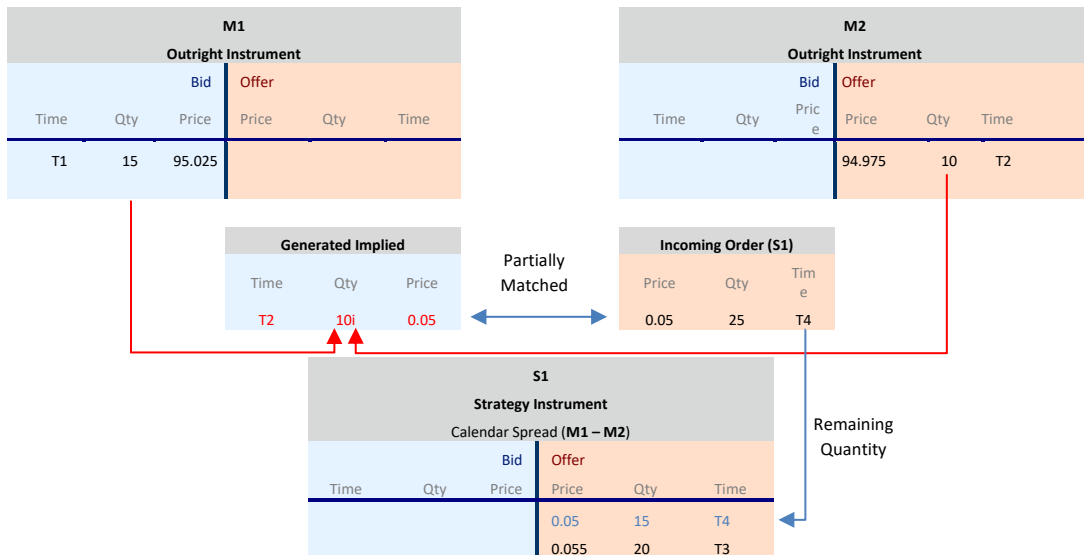 M1
Outright Instrument
Bid Offer
Time Qty Price Price Qty Time
T1 15 95.025
M2
Outright Instrument
Bid Offer
Time Qty Pric
e Price Qty Time
94.975 10 T2
Generated Implied
Time Qty Price
T2 10i 0.05
Partially
Matched
Incoming Order (S1)
Price Qty Tim
e
0.05 25 T4
S1
Strategy Instrument
Calendar Spread (M1 – M2)
Bid Offer
Time Qty Price Price Qty Time
0.05 15 T4
0.055 20 T3
Remaining
Quantity